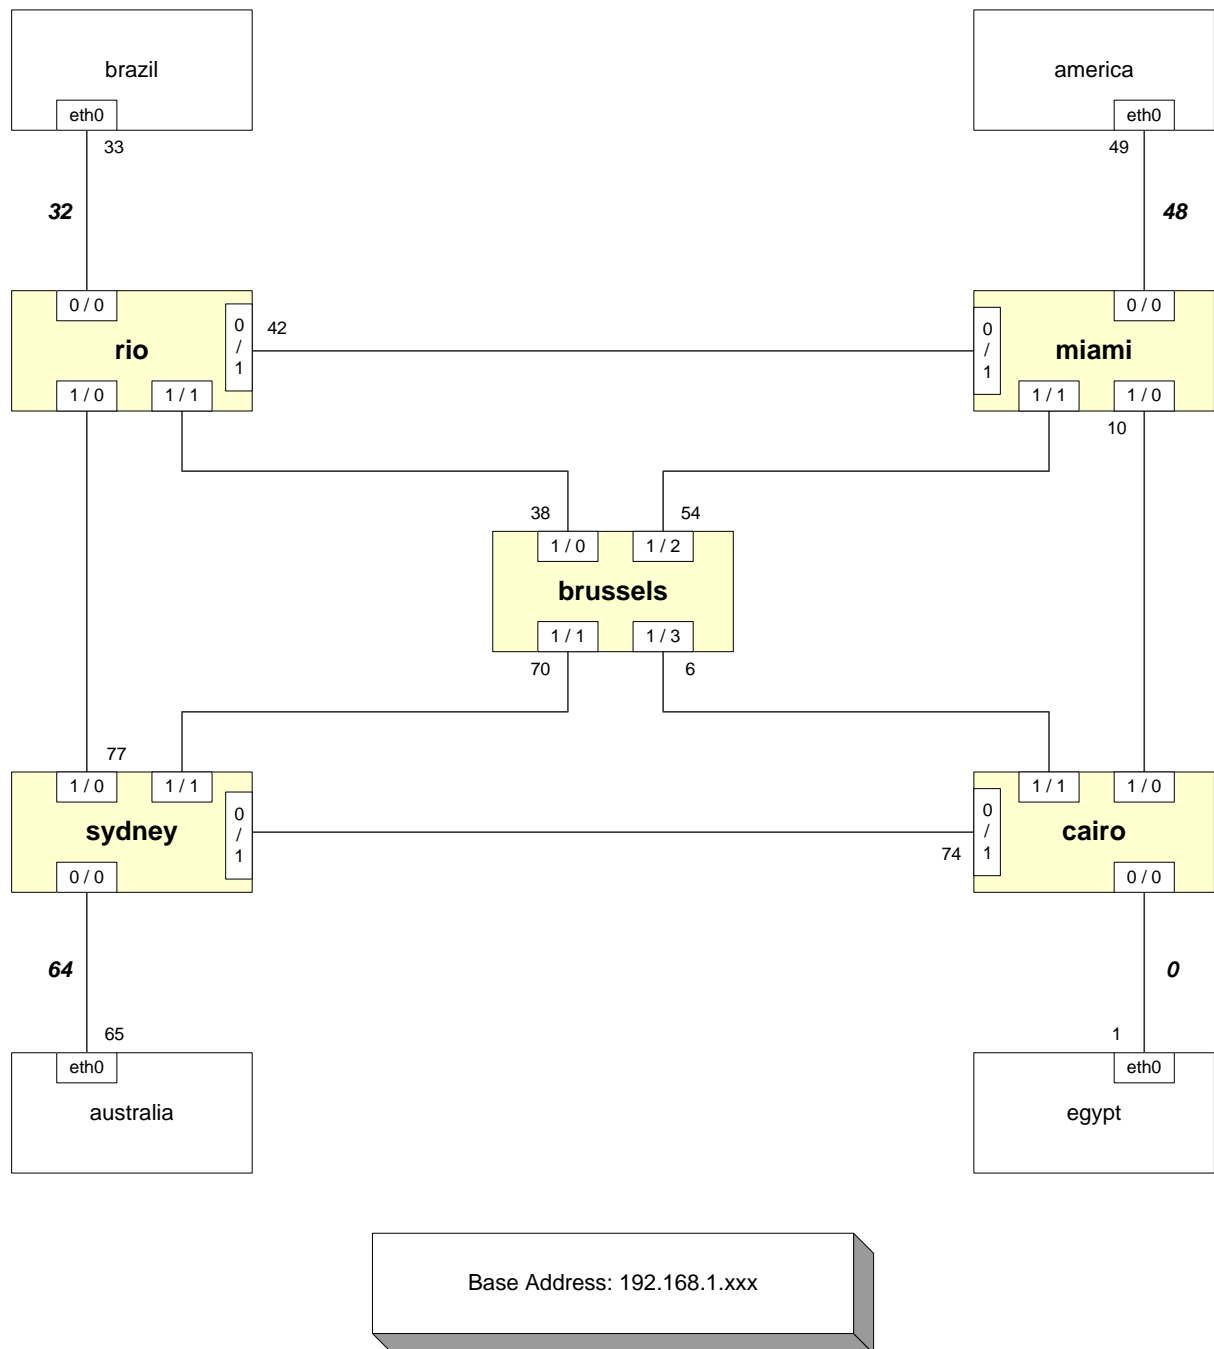 brazil
america
eth0
eth0
33
49
32
48
0 / 0
0 / 0
0
/
1
42
0
/
1
rio
miami
1 / 0
1 / 1
1 / 1
1 / 0
10
38
54
1 / 0
1 / 2
brussels
1 / 1
1 / 3
70
6
77
1 / 0
1 / 1
1 / 1
1 / 0
0
/
1
0
/
1
sydney
cairo
74
0 / 0
0 / 0
64
0
65
1
eth0
eth0
australia
egypt
Base Address: 192.168.1.xxx